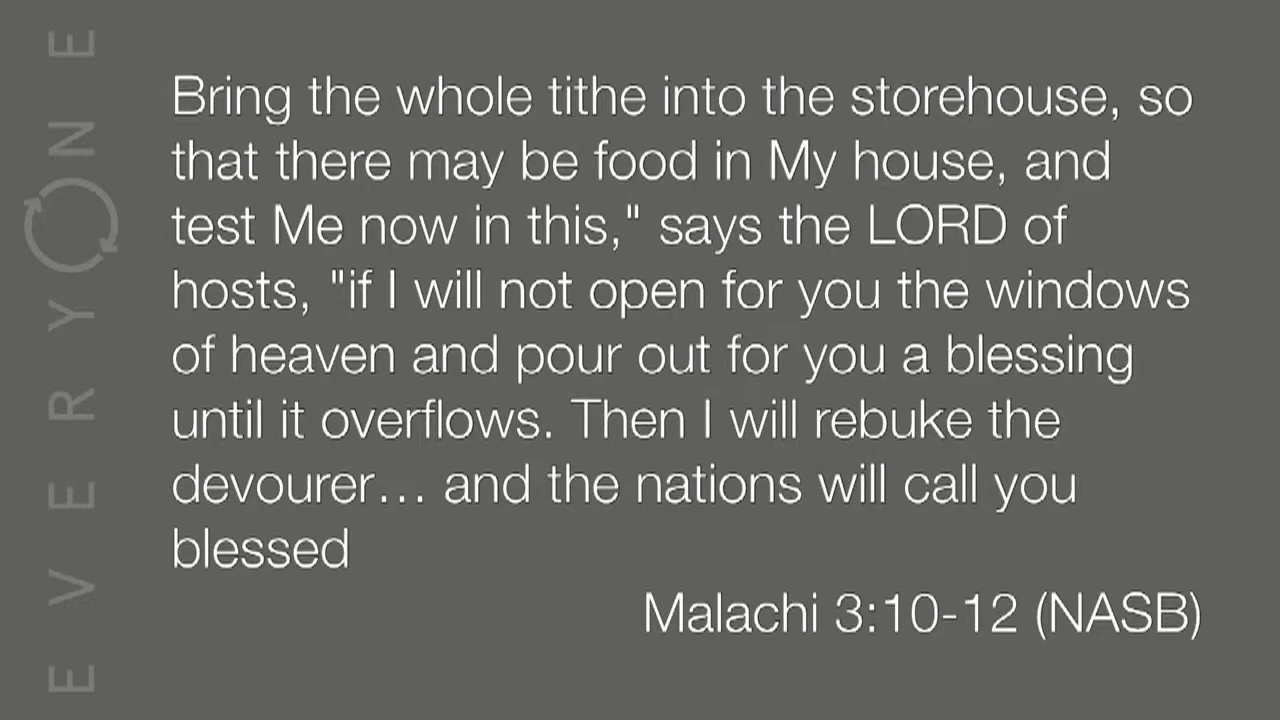 EVERYONE
Bring the whole tithe into the storehouse, so
that there may be food in My house, and
test Me now in this," says the LORD of
hosts, "if I will not open for you the windows
of heaven and pour out for you a blessing
until it overflows. Then I will rebuke the
devourer… and the nations will call you
blessed
Malachi 3:10-12 (NASB)